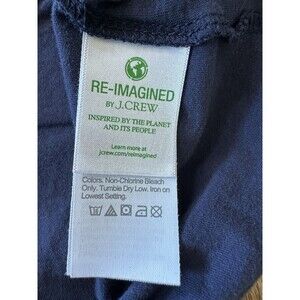 RE-IMAGINED
BY J.CREW
INSPIRED BY THE PLANET
AND ITS PEOPLE
Learn more at
jcrew.com/reimagined
Colors. Non-Chlorine Bleach
Only. Tumble Dry Low. Iron on
Lowest Setting.